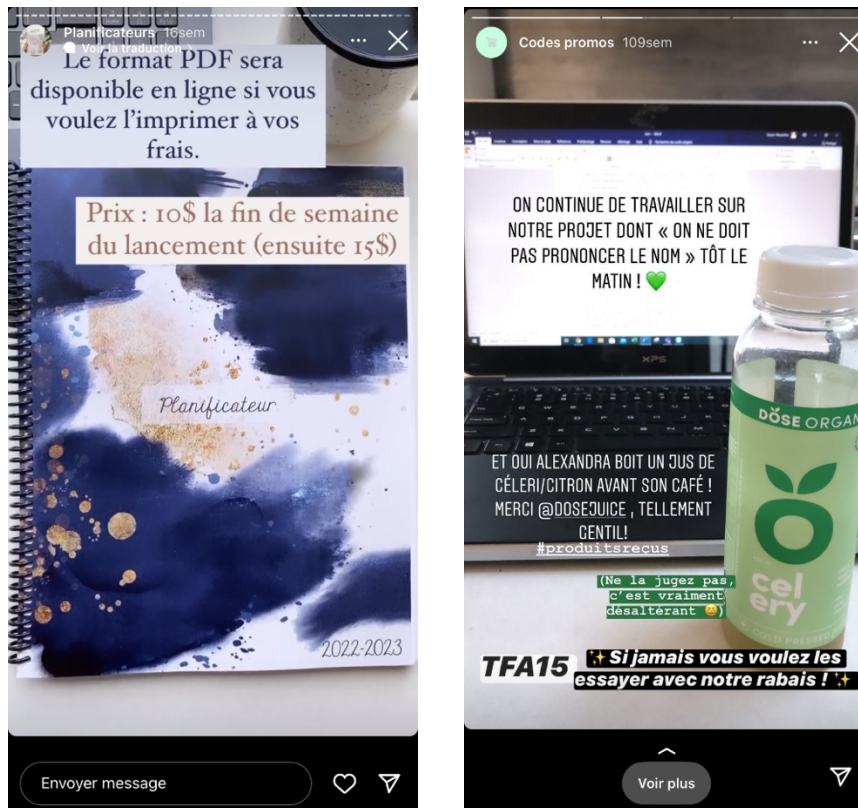 Planificateurs 16sem
Voir la traduction >
Le format PDF sera
disponible en ligne si vous
voulez l'imprimer à vos
frais.
Prix : 10$ la fin de semaine
du lancement (ensuite 15$)
Planificateur
2022-2023
Envoyer message
Codes promos 109sem
ON CONTINUE DE TRAVAILLER SUR
NOTRE PROJET DONT « ON NE DOIT
PAS PRONONCER LE NOM » TÔT LE
MATIN ! 💚
XPS
DOSE ORGAN
ET OUI ALEXANDRA BOIT UN JUS DE
CÉLERI/CITRON AVANT SON CAFÉ !
MERCI @DOSEJUICE , TELLEMENT
GENTIL!
#produitsreçus
(Ne la jugez pas,
c'est vraiment
désaltérant 😅)
cel
ery
COLD PRESSED
TFA15
✨Si jamais vous voulez les
essayer avec notre rabais ! ✨
Voir plus